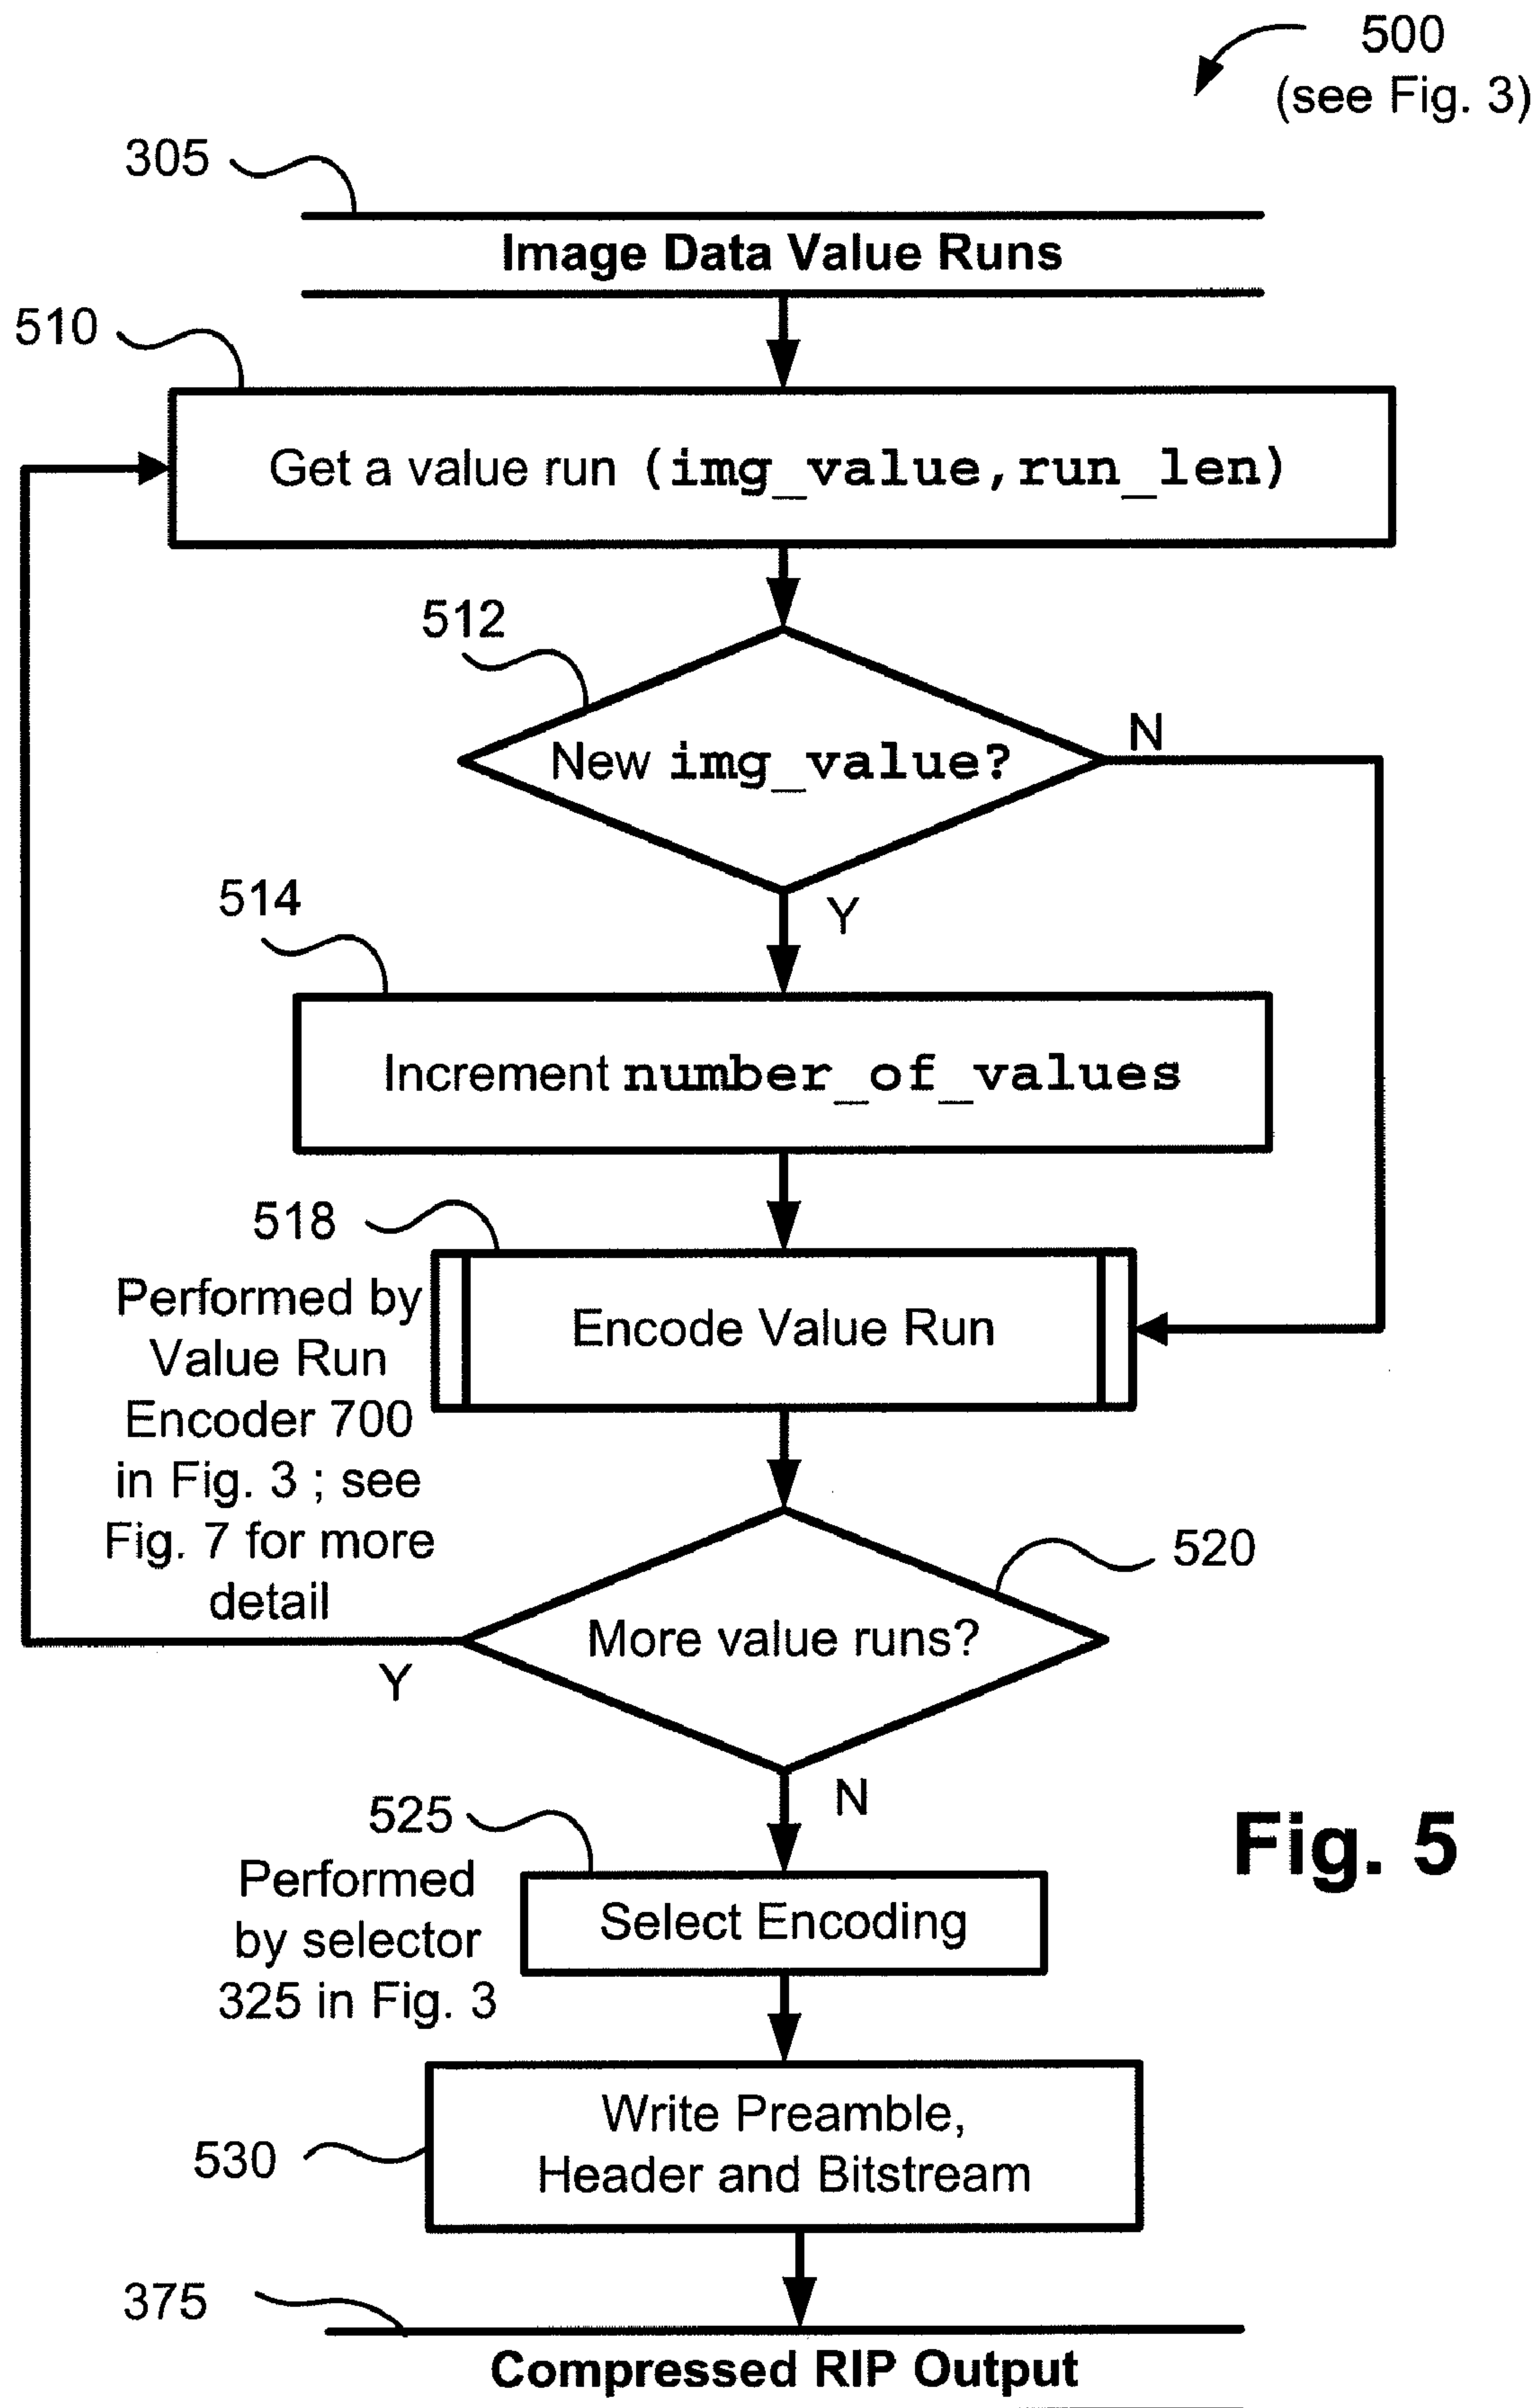 500
(see Fig. 3)
305
Image Data Value Runs
510
Get a value run (img_value,run_len)
512
New img_value?
N
Y
514
Increment number_of_values
518
Performed by
Value Run
Encoder 700
in Fig. 3 ; see
Fig. 7 for more
detail
Encode Value Run
520
More value runs?
Y
N
525
Performed
by selector
325 in Fig. 3
Select Encoding
Fig. 5
530
Write Preamble,
Header and Bitstream
375
Compressed RIP Output